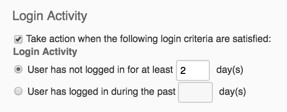 Login Activity
Take action when the following login criteria are satisfied:
Login Activity
User has not logged in for at least 2 day(s)
User has logged in during the past day(s)